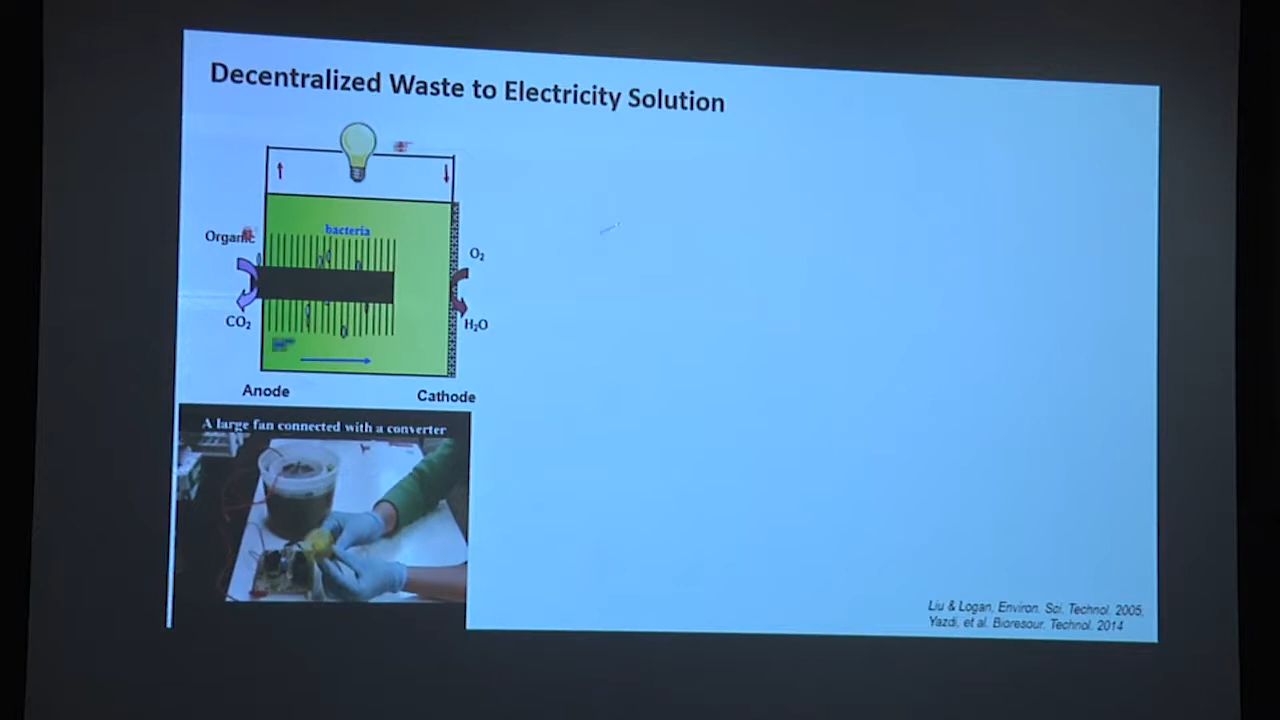 Decentralized Waste to Electricity Solution
bacteria
Organic
O₂
CO₂
H₂O
Anode
Cathode
A large fan connected with a converter
Liu & Logan, Environ. Sci. Technol. 2005,
Yazdi, et al. Bioresour. Technol. 2014